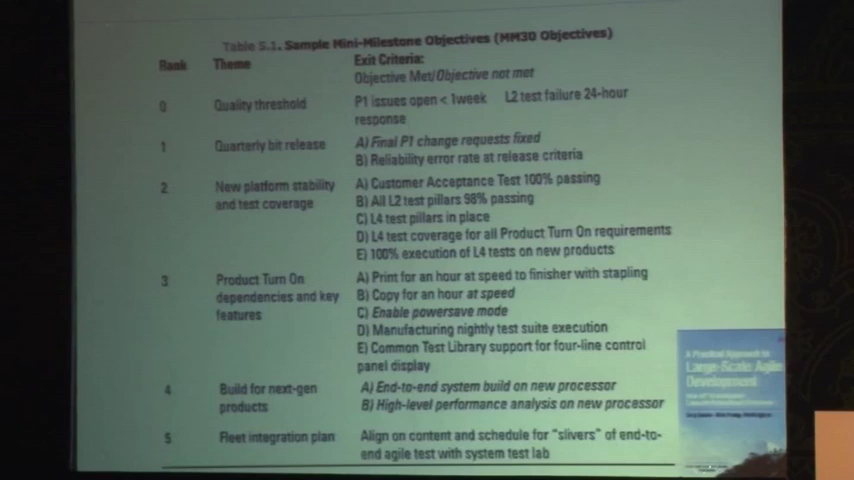 Table 5.1. Sample Mini-Milestone Objectives (MM30 Objectives)
Rank Theme Exit Criteria:
Objective Met/Objective not met
0 Quality threshold P1 issues open < 1week L2 test failure 24-hour
response
1 Quarterly bit release A) Final P1 change requests fixed
B) Reliability error rate at release criteria
2 New platform stability A) Customer Acceptance Test 100% passing
and test coverage B) All L2 test pillars 98% passing
C) L4 test pillars in place
D) L4 test coverage for all Product Turn On requirements
E) 100% execution of L4 tests on new products
3 Product Turn On A) Print for an hour at speed to finisher with stapling
dependencies and key B) Copy for an hour at speed
features C) Enable powersave mode
D) Manufacturing nightly test suite execution
E) Common Test Library support for four-line control
panel display
4 Build for next-gen A) End-to-end system build on new processor
products B) High-level performance analysis on new processor
5 Fleet integration plan Align on content and schedule for "slivers" of end-to-
end agile test with system test lab
A Practical Approach to
Large-Scale Agile
Development